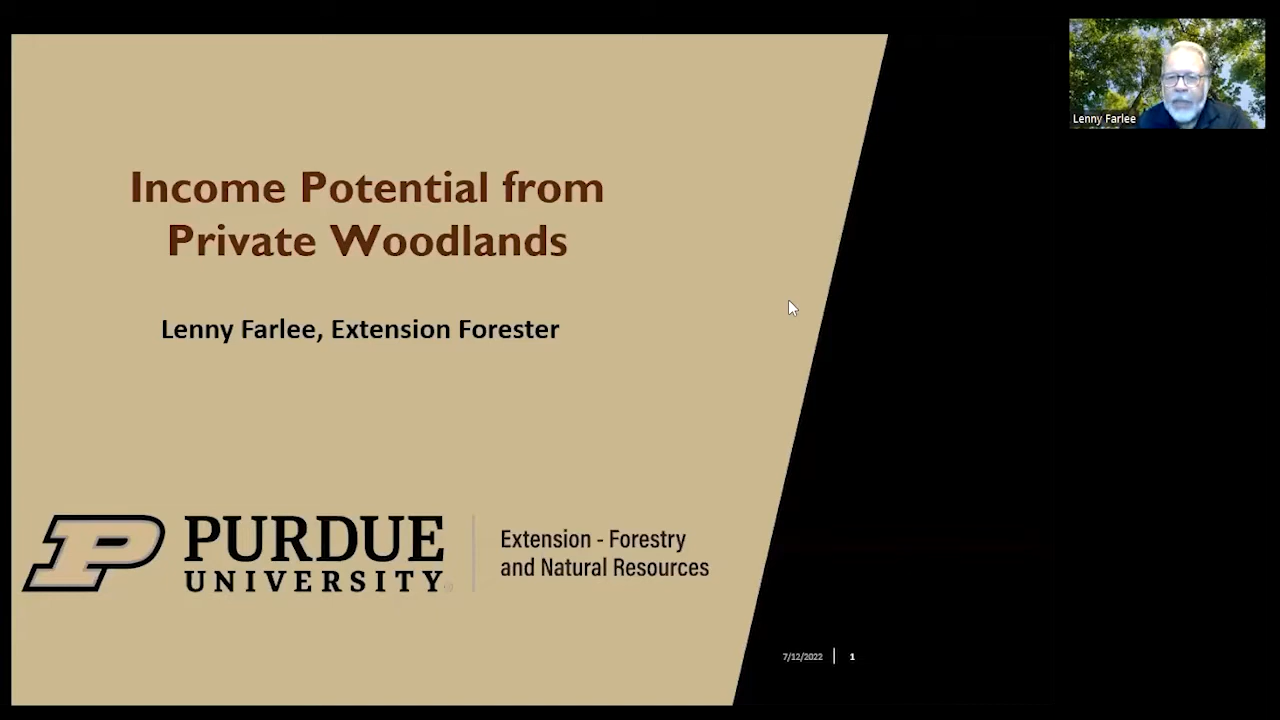 Income Potential from
Private Woodlands
Lenny Farlee, Extension Forester
PURDUE
UNIVERSITY
Extension - Forestry
and Natural Resources
7/12/2022 | 1
Lenny Farlee